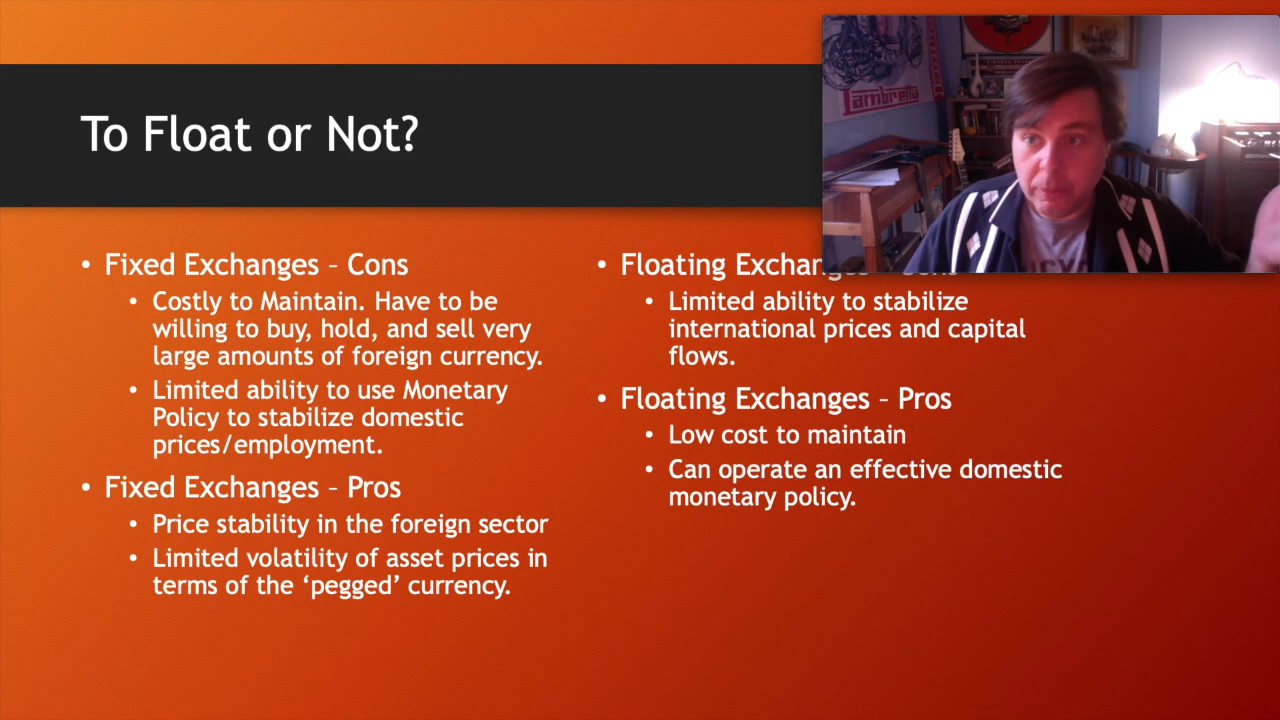 To Float or Not?
• Fixed Exchanges – Cons
• Costly to Maintain. Have to be
willing to buy, hold, and sell very
large amounts of foreign currency.
• Limited ability to use Monetary
Policy to stabilize domestic
prices/employment.
• Fixed Exchanges – Pros
• Price stability in the foreign sector
• Limited volatility of asset prices in
terms of the ‘pegged’ currency.
• Floating Exchanges – Cons
• Limited ability to stabilize
international prices and capital
flows.
• Floating Exchanges – Pros
• Low cost to maintain
• Can operate an effective domestic
monetary policy.
Lambretta